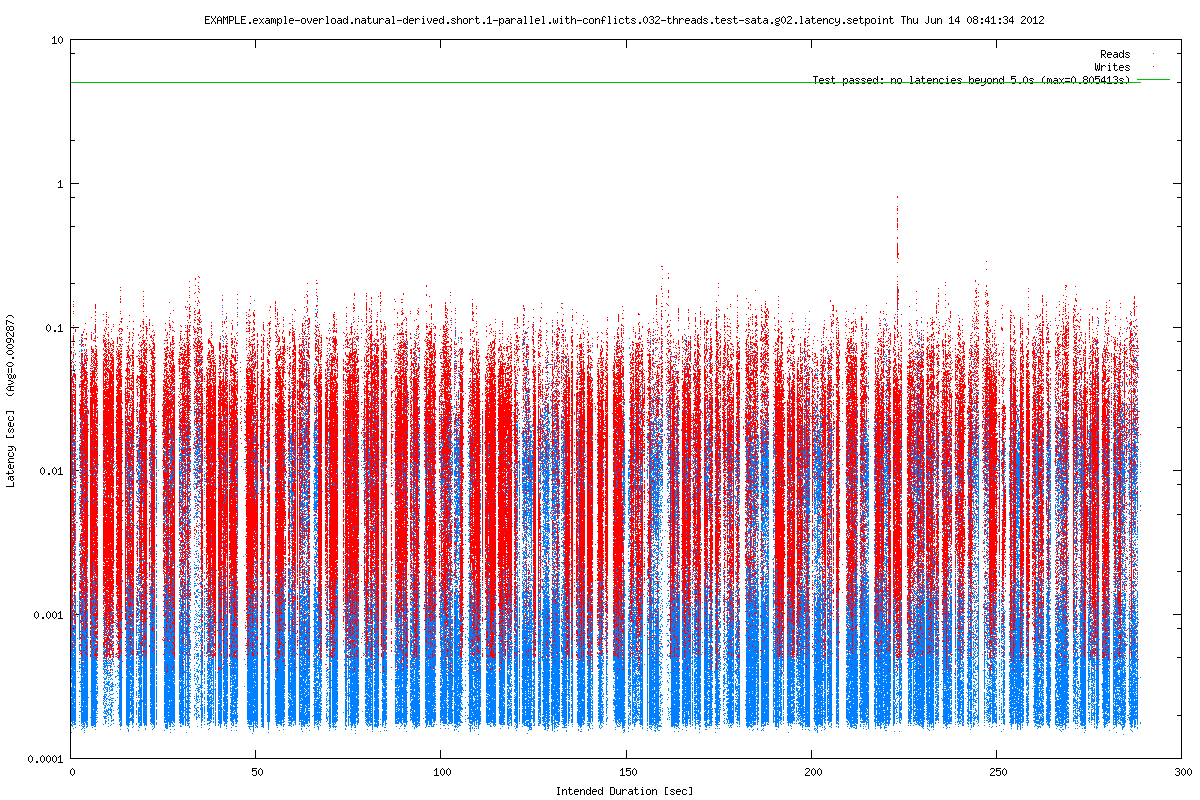 EXAMPLE.example-overload.natural-derived.short.1-parallel.with-conflicts.032-threads.test-sata.g02.latency.setpoint Thu Jun 14 08:41:34 2012
Reads
Writes
Test passed: no latencies beyond 5.0s (max=0.805413s)
10
1
0.1
0.01
0.001
0.0001
Latency [sec] (Avg=0.009287)
0 50 100 150 200 250 300
Intended Duration [sec]